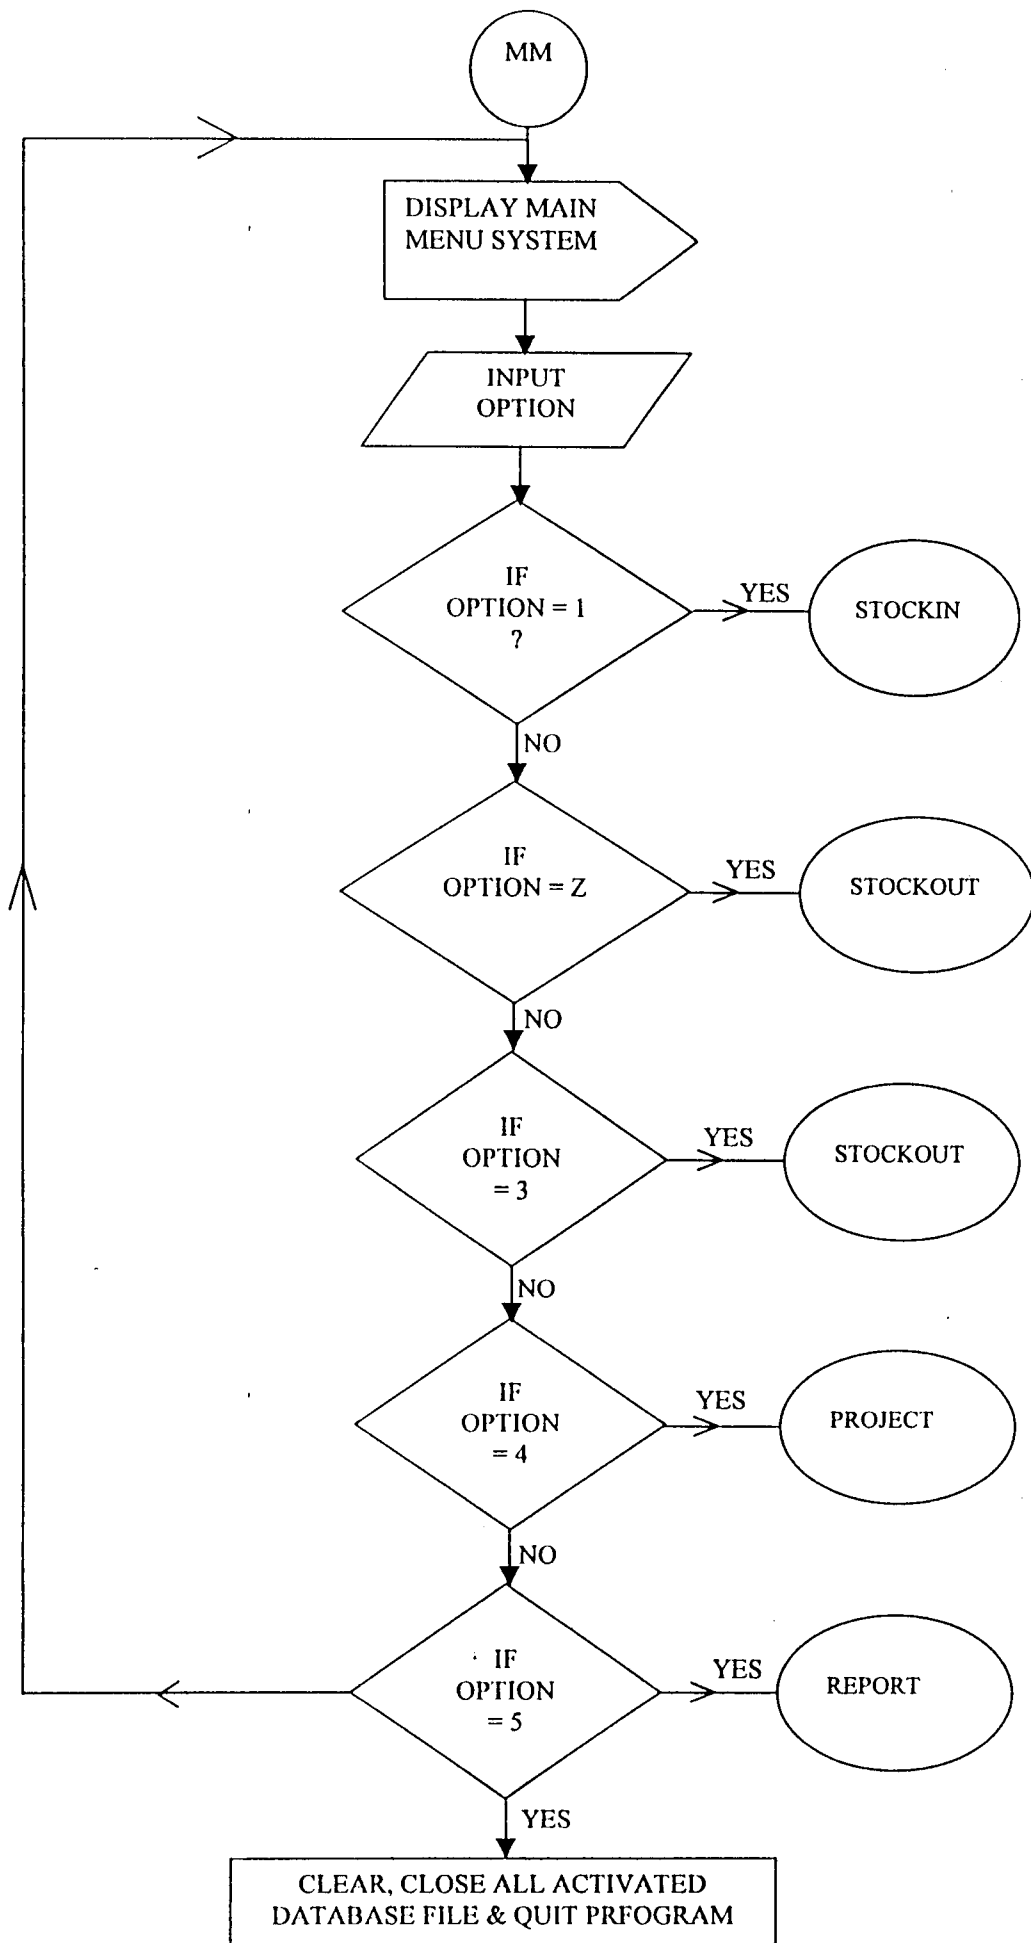 MM
DISPLAY MAIN
MENU SYSTEM
INPUT
OPTION
IF
OPTION = 1
?
YES
STOCKIN
NO
IF
OPTION = Z
YES
STOCKOUT
NO
IF
OPTION
= 3
YES
STOCKOUT
NO
IF
OPTION
= 4
YES
PROJECT
NO
IF
OPTION
= 5
YES
REPORT
YES
CLEAR, CLOSE ALL ACTIVATED
DATABASE FILE & QUIT PRFOGRAM